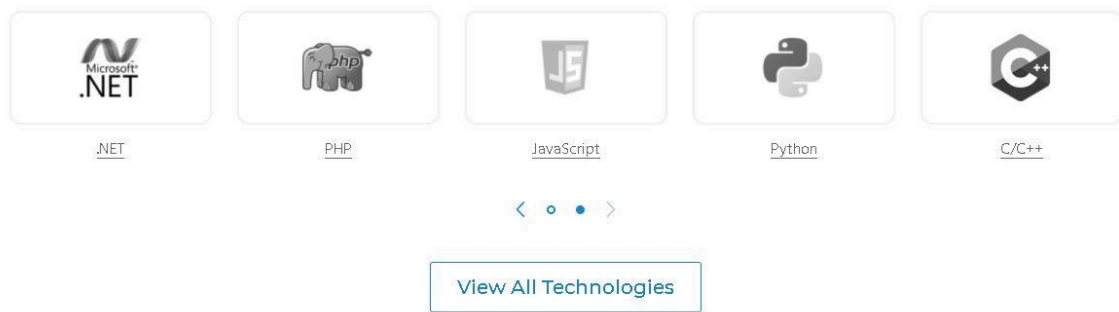 Microsoft
.NET
php
JS
C++
.NET
PHP
JavaScript
Python
C/C++
View All Technologies